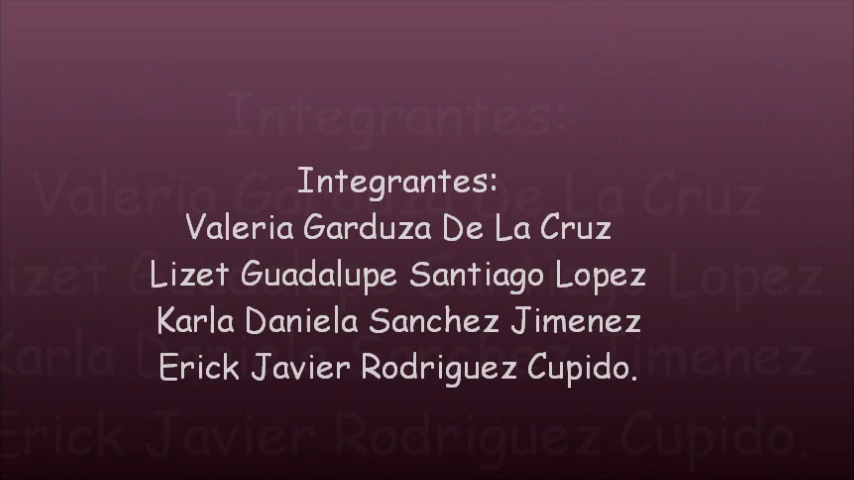 Integrantes:
Valeria Garduza De La Cruz
Lizet Guadalupe Santiago Lopez
Karla Daniela Sanchez Jimenez
Erick Javier Rodriguez Cupido.